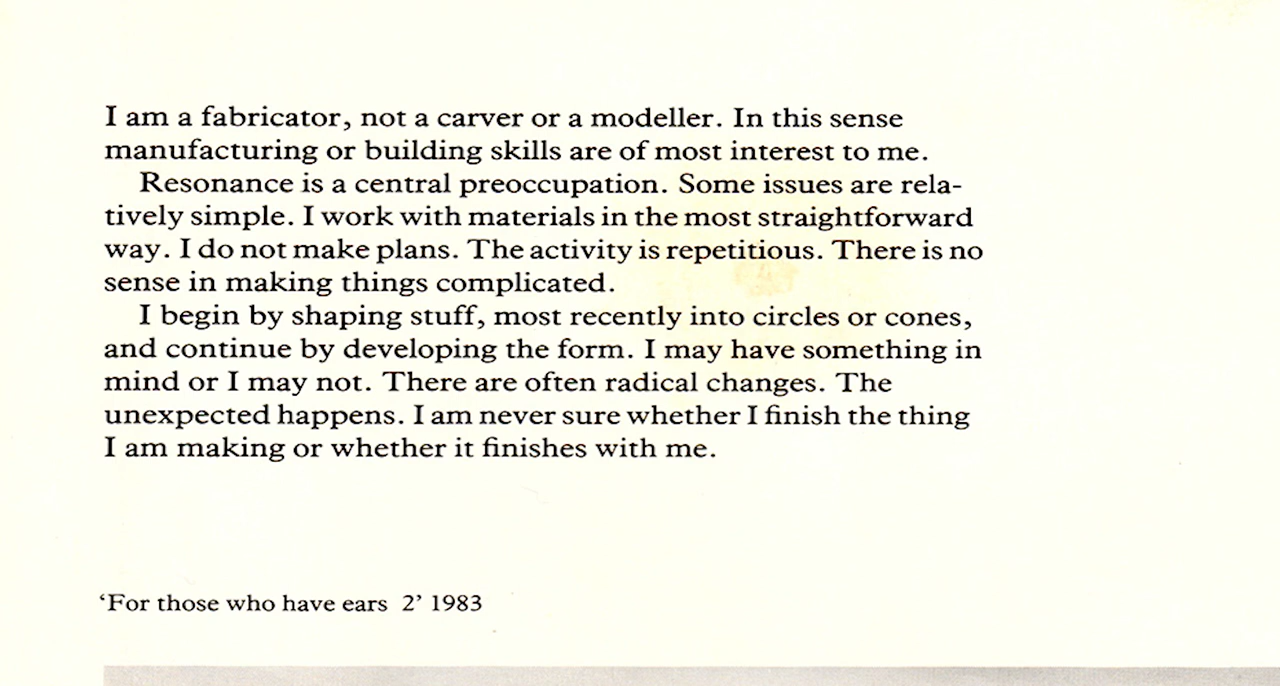 I am a fabricator, not a carver or a modeller. In this sense
manufacturing or building skills are of most interest to me.
Resonance is a central preoccupation. Some issues are rela-
tively simple. I work with materials in the most straightforward
way. I do not make plans. The activity is repetitious. There is no
sense in making things complicated.
I begin by shaping stuff, most recently into circles or cones,
and continue by developing the form. I may have something in
mind or I may not. There are often radical changes. The
unexpected happens. I am never sure whether I finish the thing
I am making or whether it finishes with me.
‘For those who have ears 2’ 1983